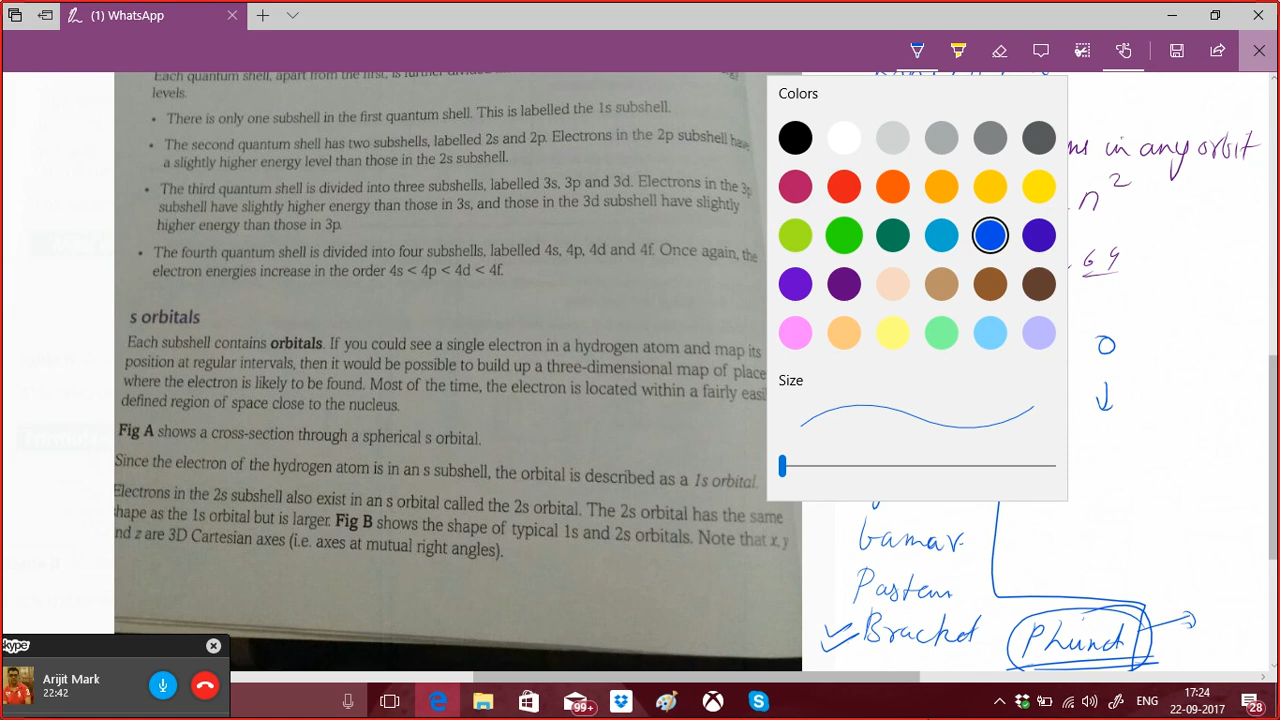 (1) WhatsApp
Each quantum shell, apart from the first, is further
levels.
• There is only one subshell in the first quantum shell. This is labelled the 1s subshell.
• The second quantum shell has two subshells, labelled 2s and 2p. Electrons in the 2p subshell have
a slightly higher energy level than those in the 2s subshell.
• The third quantum shell is divided into three subshells, labelled 3s, 3p and 3d. Electrons in the 3p
subshell have slightly higher energy than those in 3s, and those in the 3d subshell have slightly
higher energy than those in 3p.
• The fourth quantum shell is divided into four subshells, labelled 4s, 4p, 4d and 4f. Once again, the
electron energies increase in the order 4s < 4p < 4d < 4f.
s orbitals
Each subshell contains orbitals. If you could see a single electron in a hydrogen atom and map its
position at regular intervals, then it would be possible to build up a three-dimensional map of place
where the electron is likely to be found. Most of the time, the electron is located within a fairly easi
defined region of space close to the nucleus.
Fig A shows a cross-section through a spherical s orbital.
Since the electron of the hydrogen atom is in an s subshell, the orbital is described as a 1s orbital.
Electrons in the 2s subshell also exist in an s orbital called the 2s orbital. The 2s orbital has the same
hape as the 1s orbital but is larger. Fig B shows the shape of typical 1s and 2s orbitals. Note that x, y
nd z are 3D Cartesian axes (i.e. axes at mutual right angles).
Colors
Size
ns in any orbit
n²
64
O
↓
Pastem
Bracket
Phund
skype
Arijit Mark
22:42
99+
ENG
17:24
22-09-2017
28